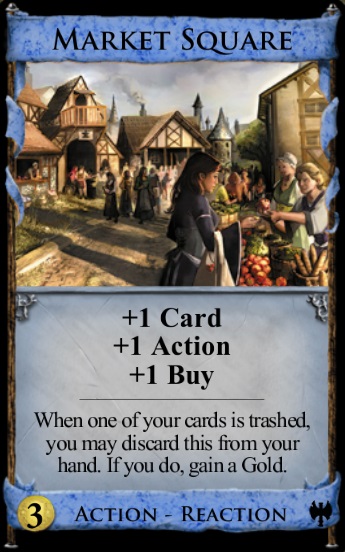 MARKET SQUARE
+1 Card
+1 Action
+1 Buy
When one of your cards is trashed,
you may discard this from your
hand. If you do, gain a Gold.
3 ACTION - REACTION